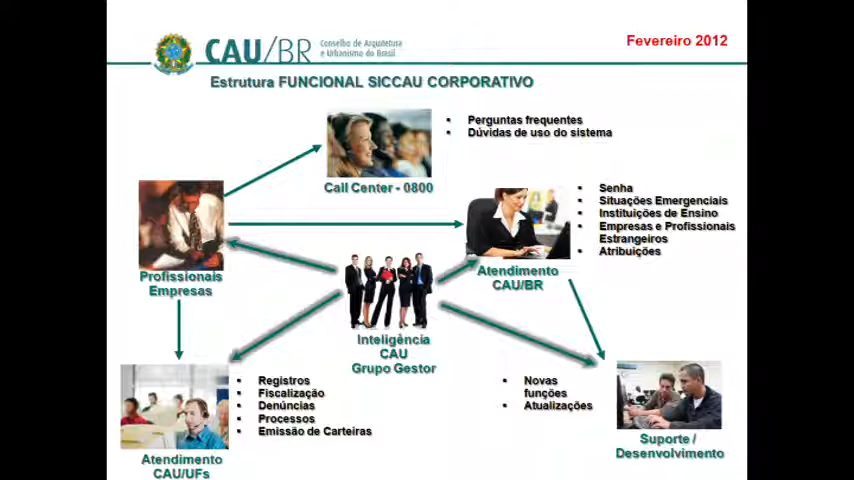 CAU/BR
Conselho de Arquitetura
e Urbanismo do Brasil
Fevereiro 2012
Estrutura FUNCIONAL SICCAU CORPORATIVO
▪ Perguntas frequentes
▪ Dúvidas de uso do sistema
Call Center - 0800
▪ Senha
▪ Situações Emergenciais
▪ Instituições de Ensino
▪ Empresas e Profissionais
Estrangeiros
▪ Atribuições
Profissionais
Empresas
Atendimento
CAU/BR
Inteligência
CAU
Grupo Gestor
▪ Registros
▪ Fiscalização
▪ Denúncias
▪ Processos
▪ Emissão de Carteiras
▪ Novas
funções
▪ Atualizações
Atendimento
CAU/UFs
Suporte /
Desenvolvimento